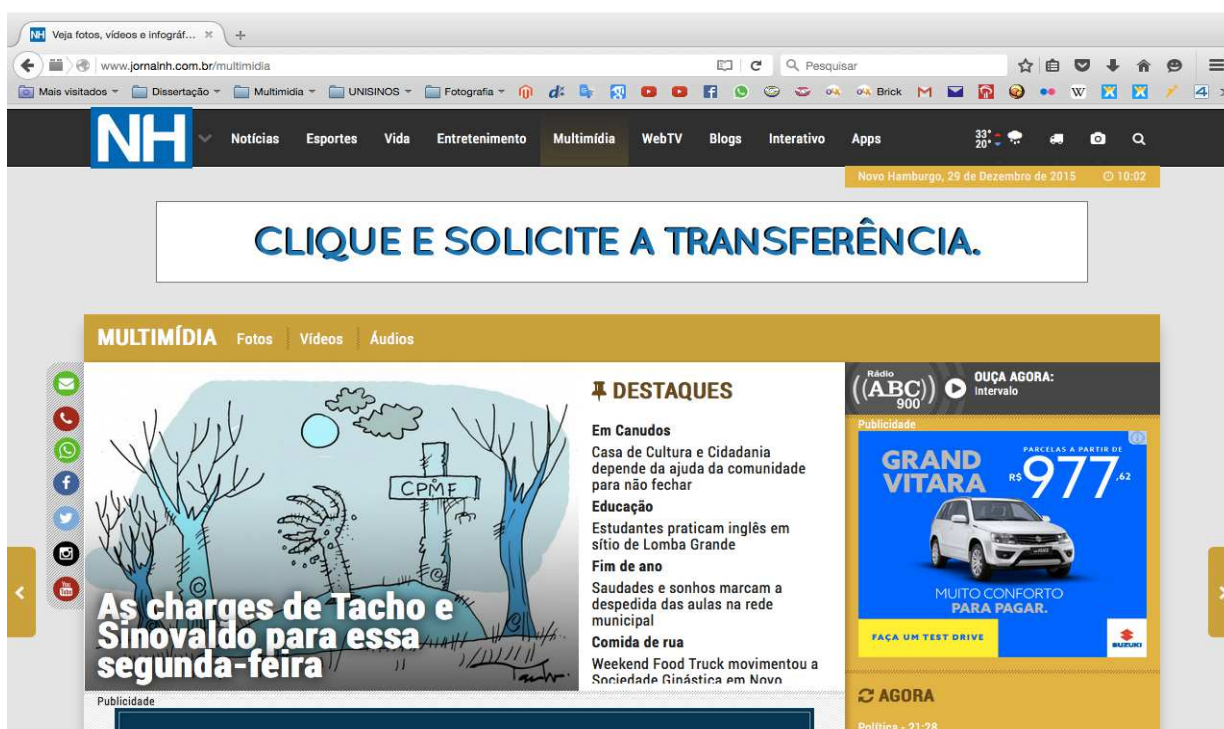 NH Veja fotos, vídeos e infográf...
www.jornalnh.com.br/multimidia
Pesquisar
Mais visitados Dissertação Multimidia UNISINOS Fotografia Brick
NH Notícias Esportes Vida Entretenimento Multimídia WebTV Blogs Interativo Apps 33° 20°
Novo Hamburgo, 29 de Dezembro de 2015 10:02
CLIQUE E SOLICITE A TRANSFERÊNCIA.
MULTIMÍDIA Fotos Vídeos Áudios
CPMF
As charges de Tacho e
Sinovaldo para essa
segunda-feira
Tacho.
Publicidade
DESTAQUES
Em Canudos
Casa de Cultura e Cidadania
depende da ajuda da comunidade
para não fechar
Educação
Estudantes praticam inglês em
sítio de Lomba Grande
Fim de ano
Saudades e sonhos marcam a
despedida das aulas na rede
municipal
Comida de rua
Weekend Food Truck movimentou a
Sociedade Ginástica em Novo
Rádio
ABC
900
OUÇA AGORA:
Intervalo
Publicidade
GRAND
VITARA
PARCELAS A PARTIR DE
R$977,62
MUITO CONFORTO
PARA PAGAR.
FAÇA UM TEST DRIVE
SUZUKI
AGORA
Política - 21:28